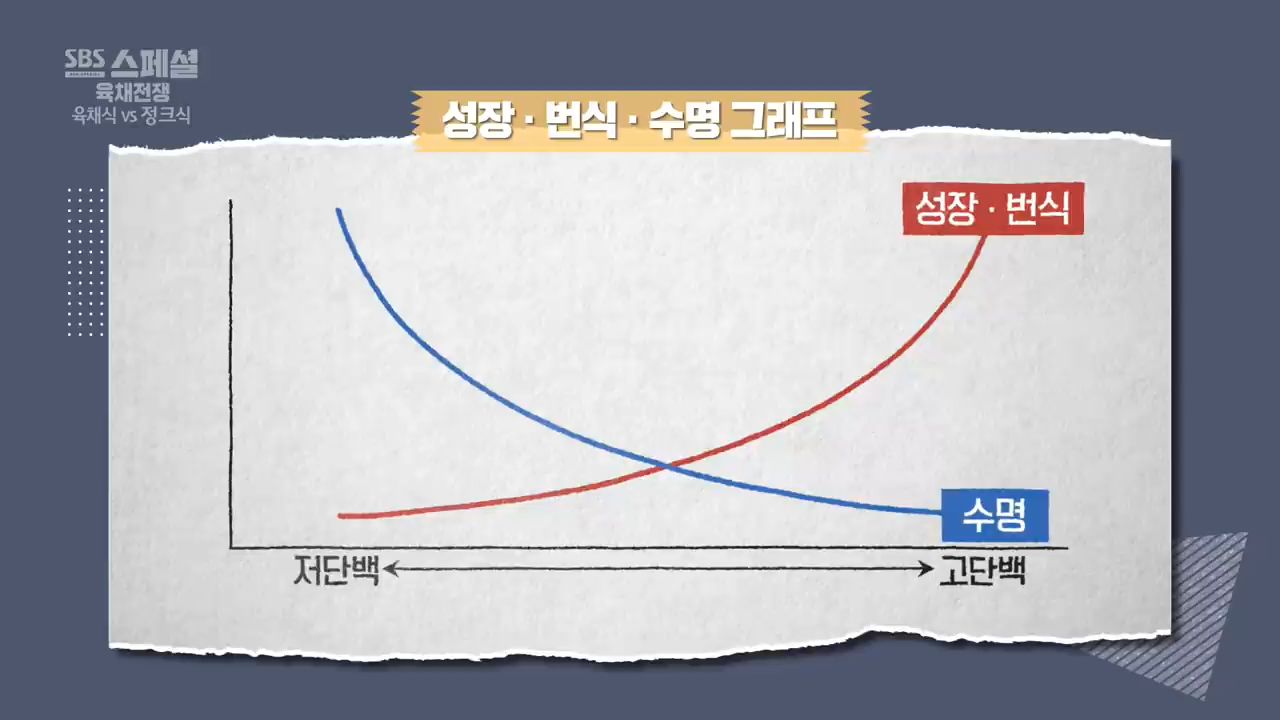 SBS 스페셜
육채전쟁
육채식 vs 정크식
성장·번식·수명 그래프
성장·번식
수명
저단백
고단백